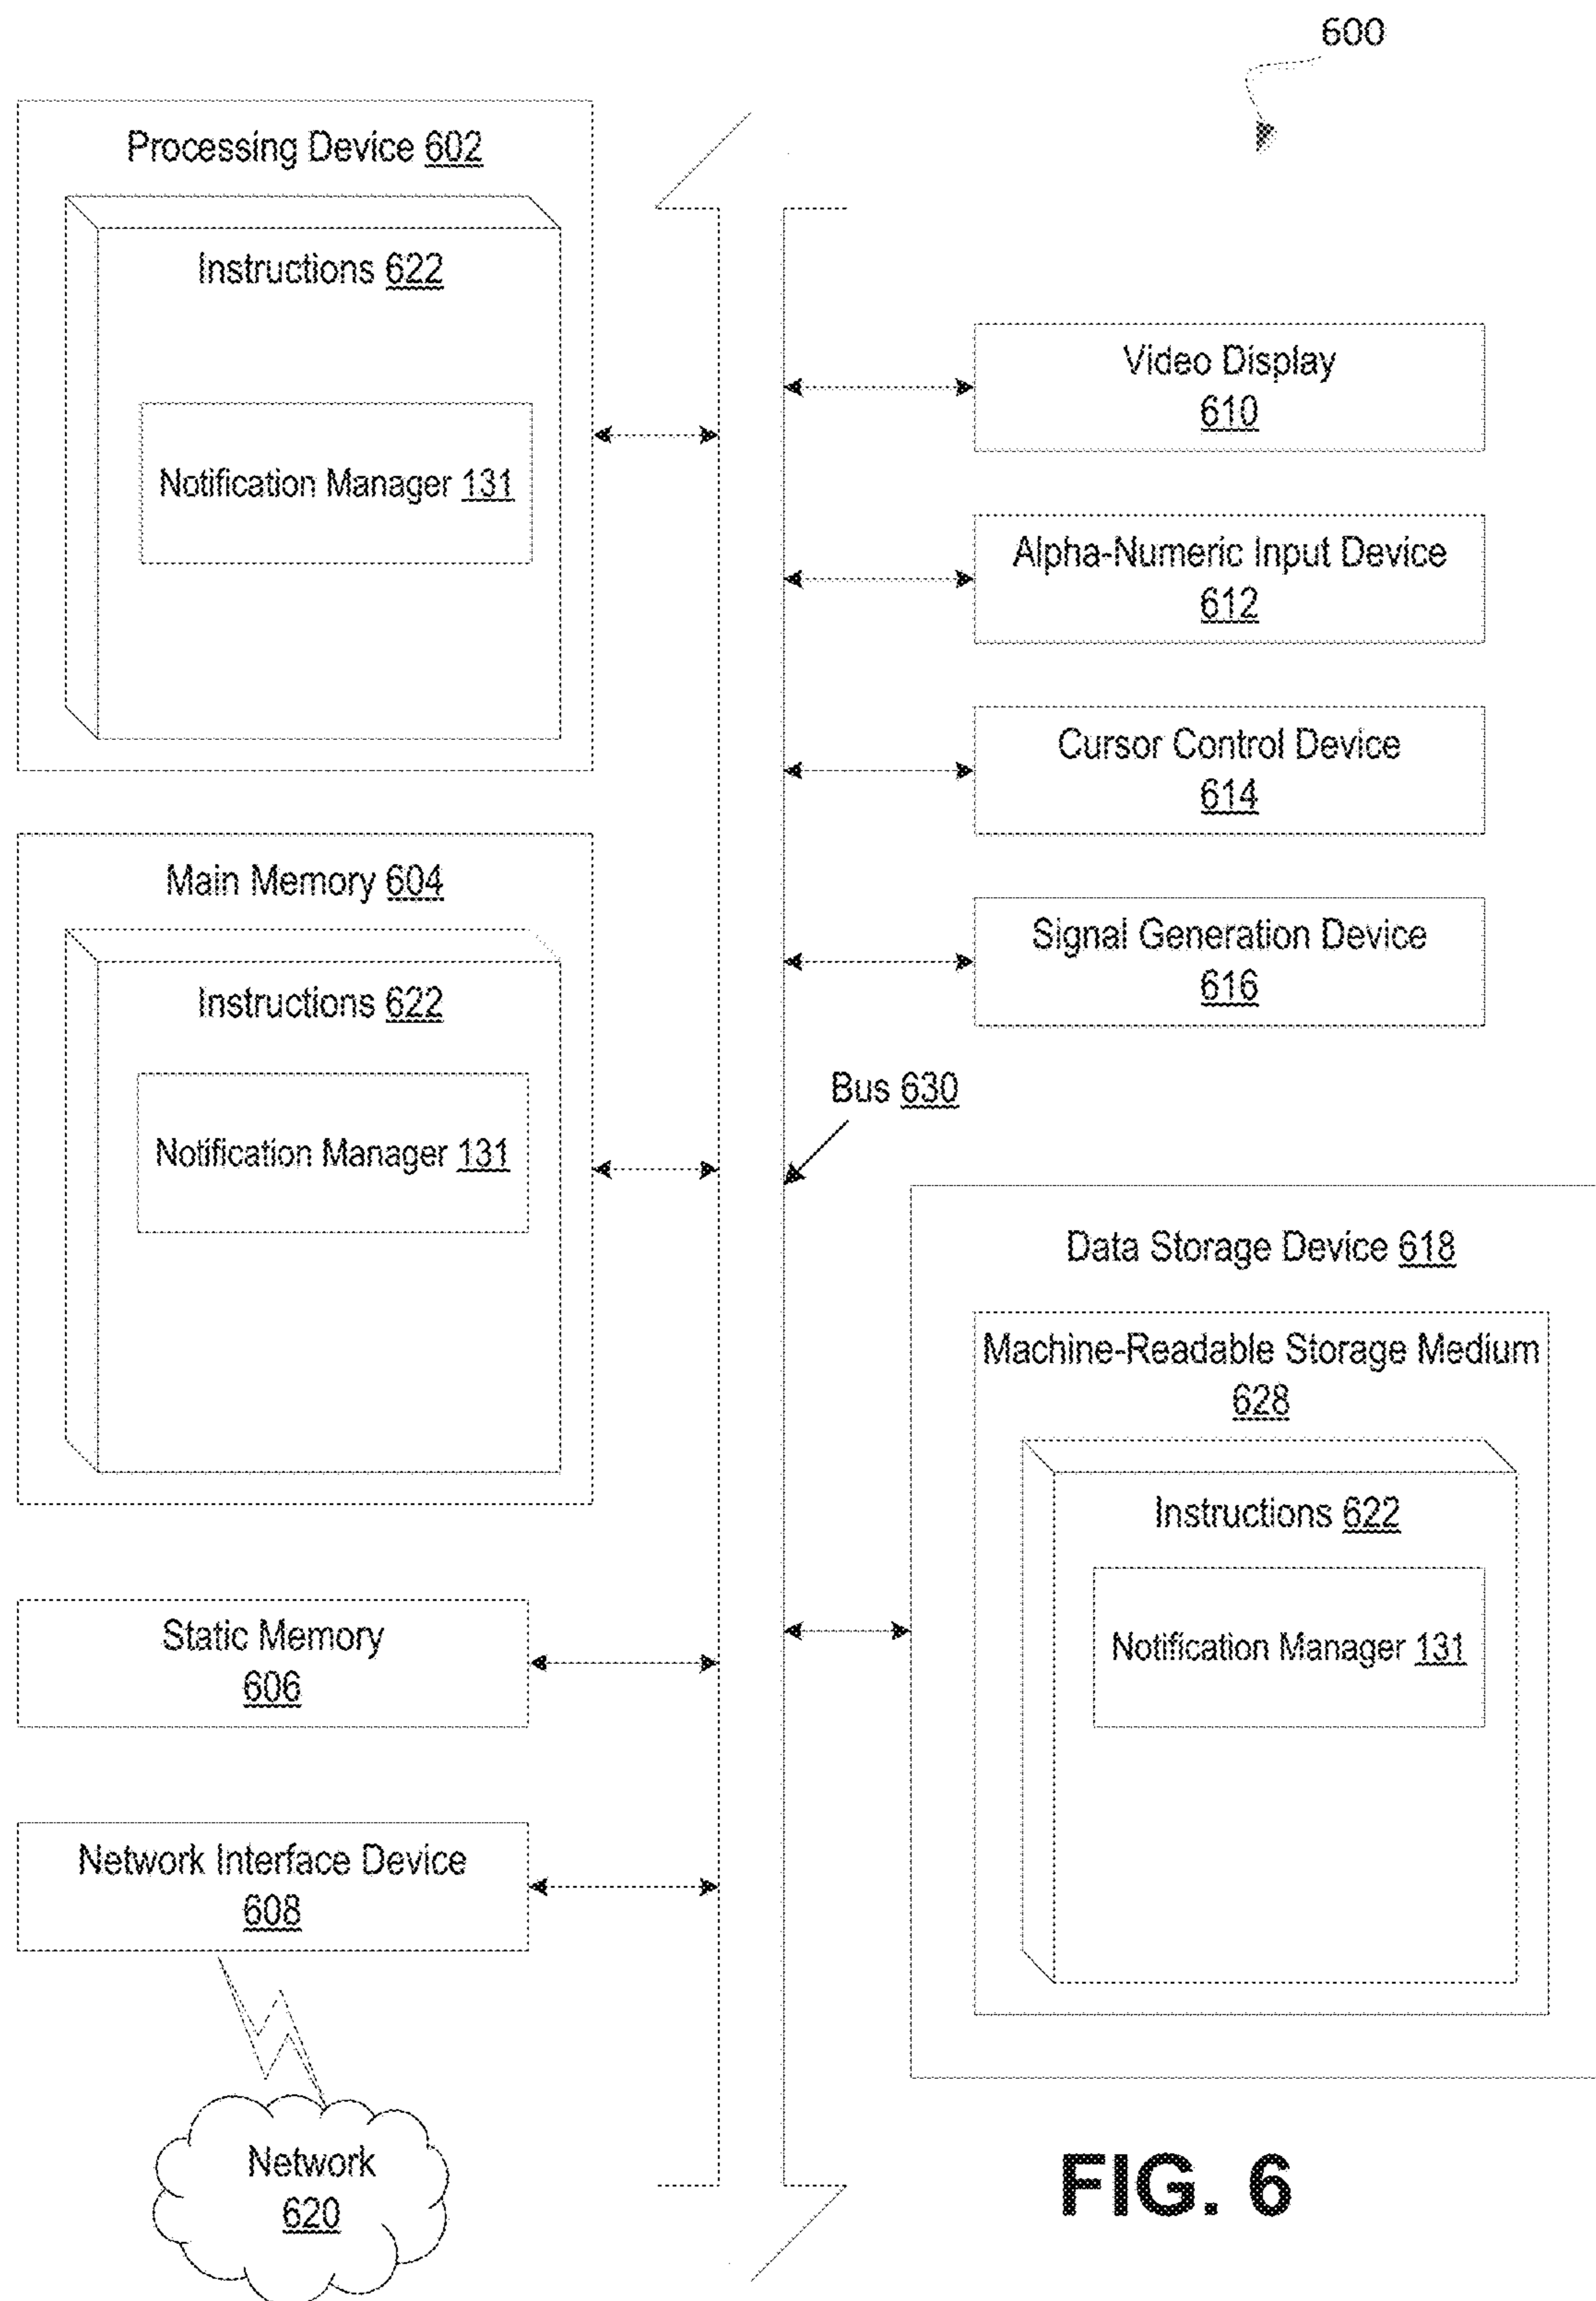 600
Processing Device 602
Instructions 622
Notification Manager 131
Main Memory 604
Instructions 622
Notification Manager 131
Static Memory
606
Network Interface Device
608
Network
620
Video Display
610
Alpha-Numeric Input Device
612
Cursor Control Device
614
Signal Generation Device
616
Bus 630
Data Storage Device 618
Machine-Readable Storage Medium
628
Instructions 622
Notification Manager 131
FIG. 6